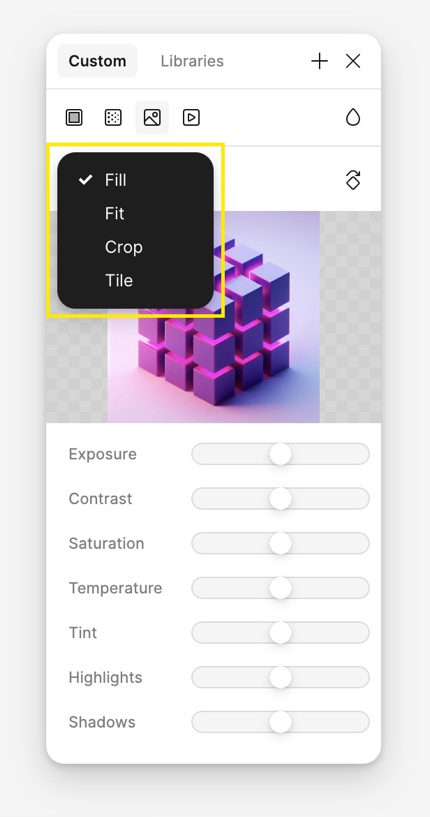 Custom Libraries
Fill
Fit
Crop
Tile
Exposure
Contrast
Saturation
Temperature
Tint
Highlights
Shadows